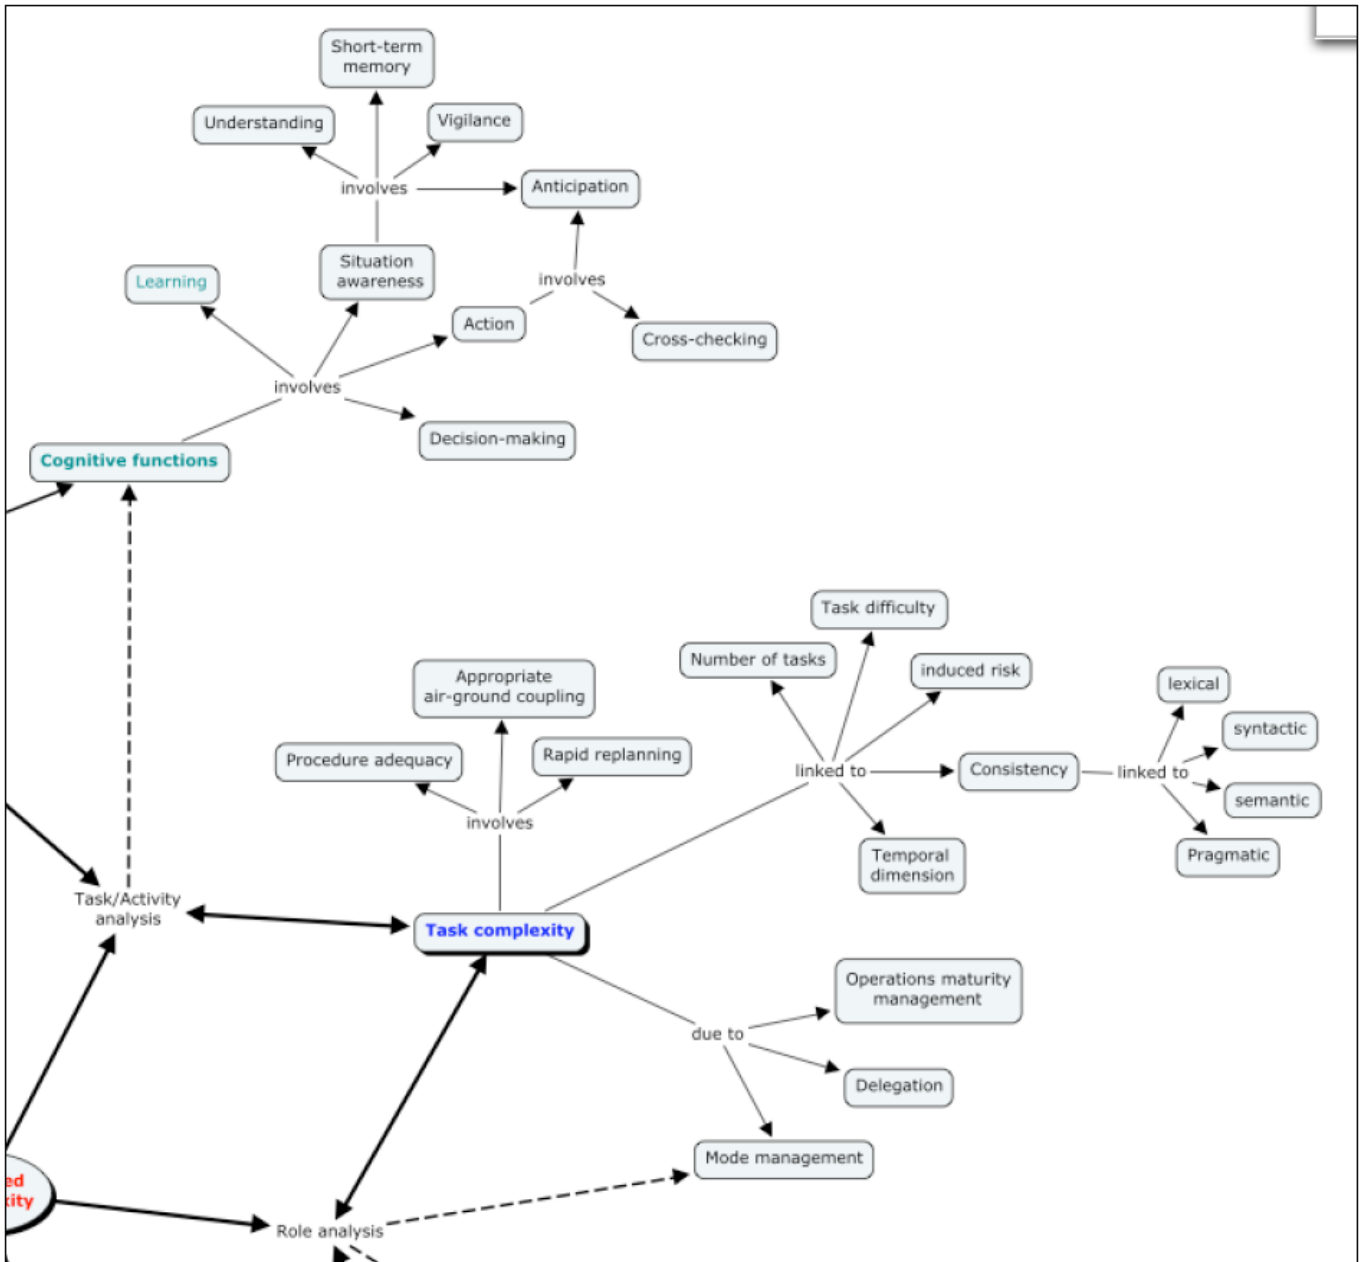 Short-term
memory
Understanding
Vigilance
involves
Anticipation
Situation
awareness
Learning
involves
Action
Cross-checking
involves
Decision-making
Cognitive functions
Task difficulty
Number of tasks
induced risk
Appropriate
air-ground coupling
lexical
syntactic
Procedure adequacy
Rapid replanning
linked to
Consistency
linked to
semantic
involves
Temporal
dimension
Pragmatic
Task/Activity
analysis
Task complexity
Operations maturity
management
due to
Delegation
Mode management
ed
ity
Role analysis